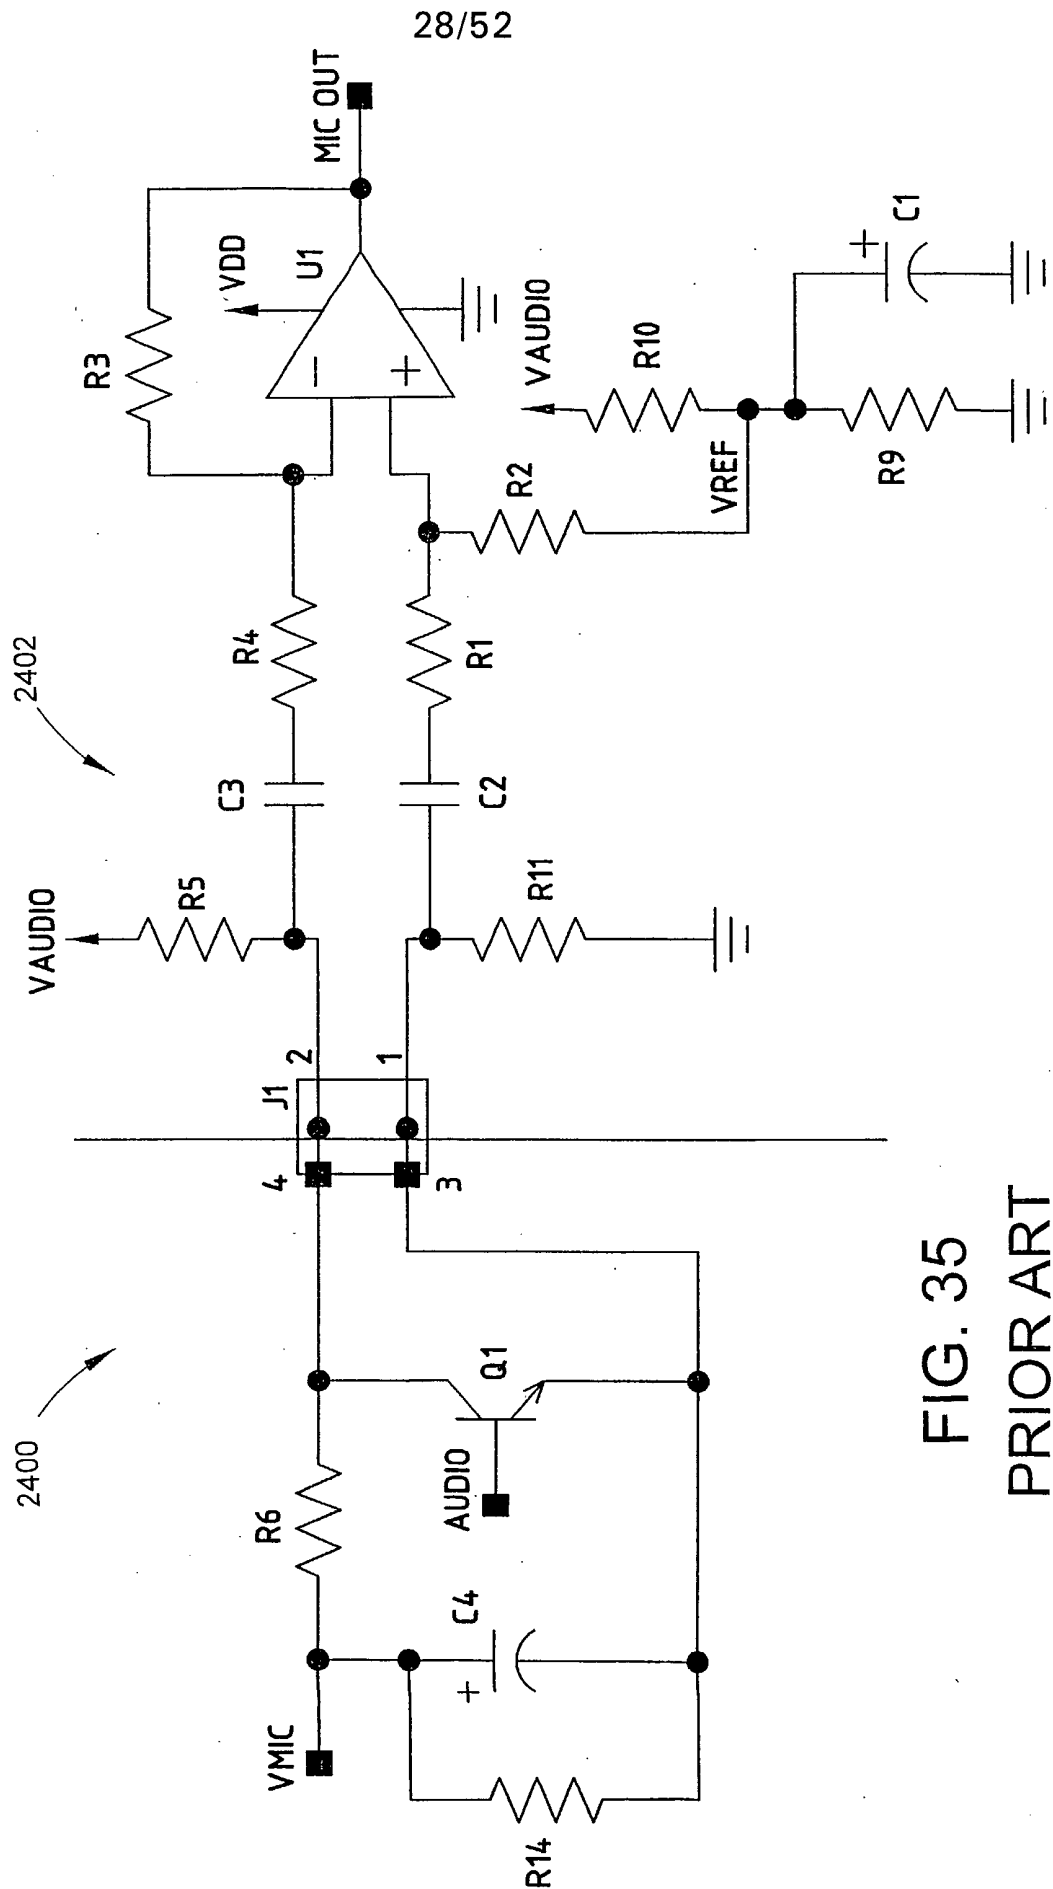 28/52
2400
2402
VMIC
R14
+
C4
R6
AUDIO
Q1
4
3
J1
2
1
VAUDIO
R5
R11
C3
C2
R4
R1
R3
R2
VREF
VAUDIO
R10
R9
+
C1
−
+
VDD
U1
MIC OUT
FIG. 35
PRIOR ART